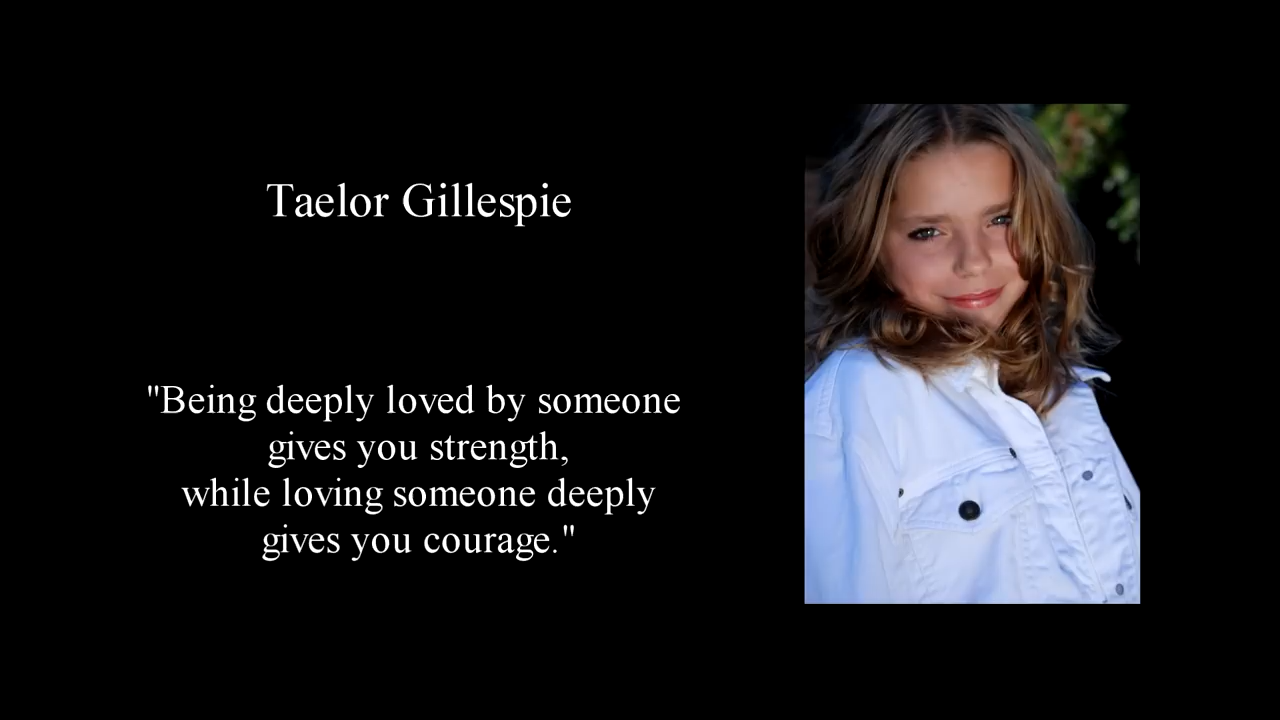 Taelor Gillespie
"Being deeply loved by someone
gives you strength,
while loving someone deeply
gives you courage."